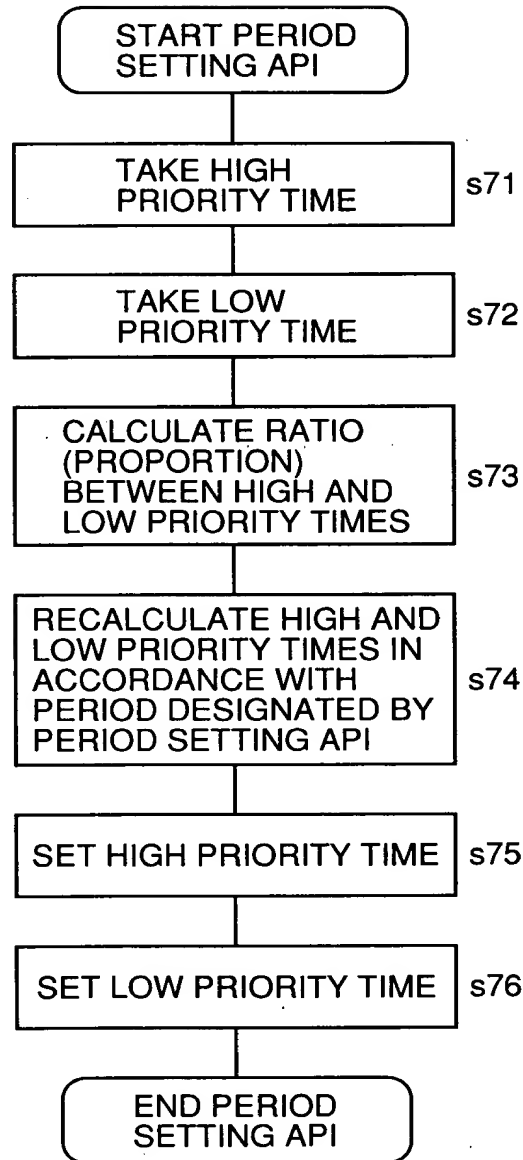 START PERIOD
SETTING API
TAKE HIGH
PRIORITY TIME
s71
TAKE LOW
PRIORITY TIME
s72
CALCULATE RATIO
(PROPORTION)
BETWEEN HIGH AND
LOW PRIORITY TIMES
s73
RECALCULATE HIGH AND
LOW PRIORITY TIMES IN
ACCORDANCE WITH
PERIOD DESIGNATED BY
PERIOD SETTING API
s74
SET HIGH PRIORITY TIME
s75
SET LOW PRIORITY TIME
s76
END PERIOD
SETTING API